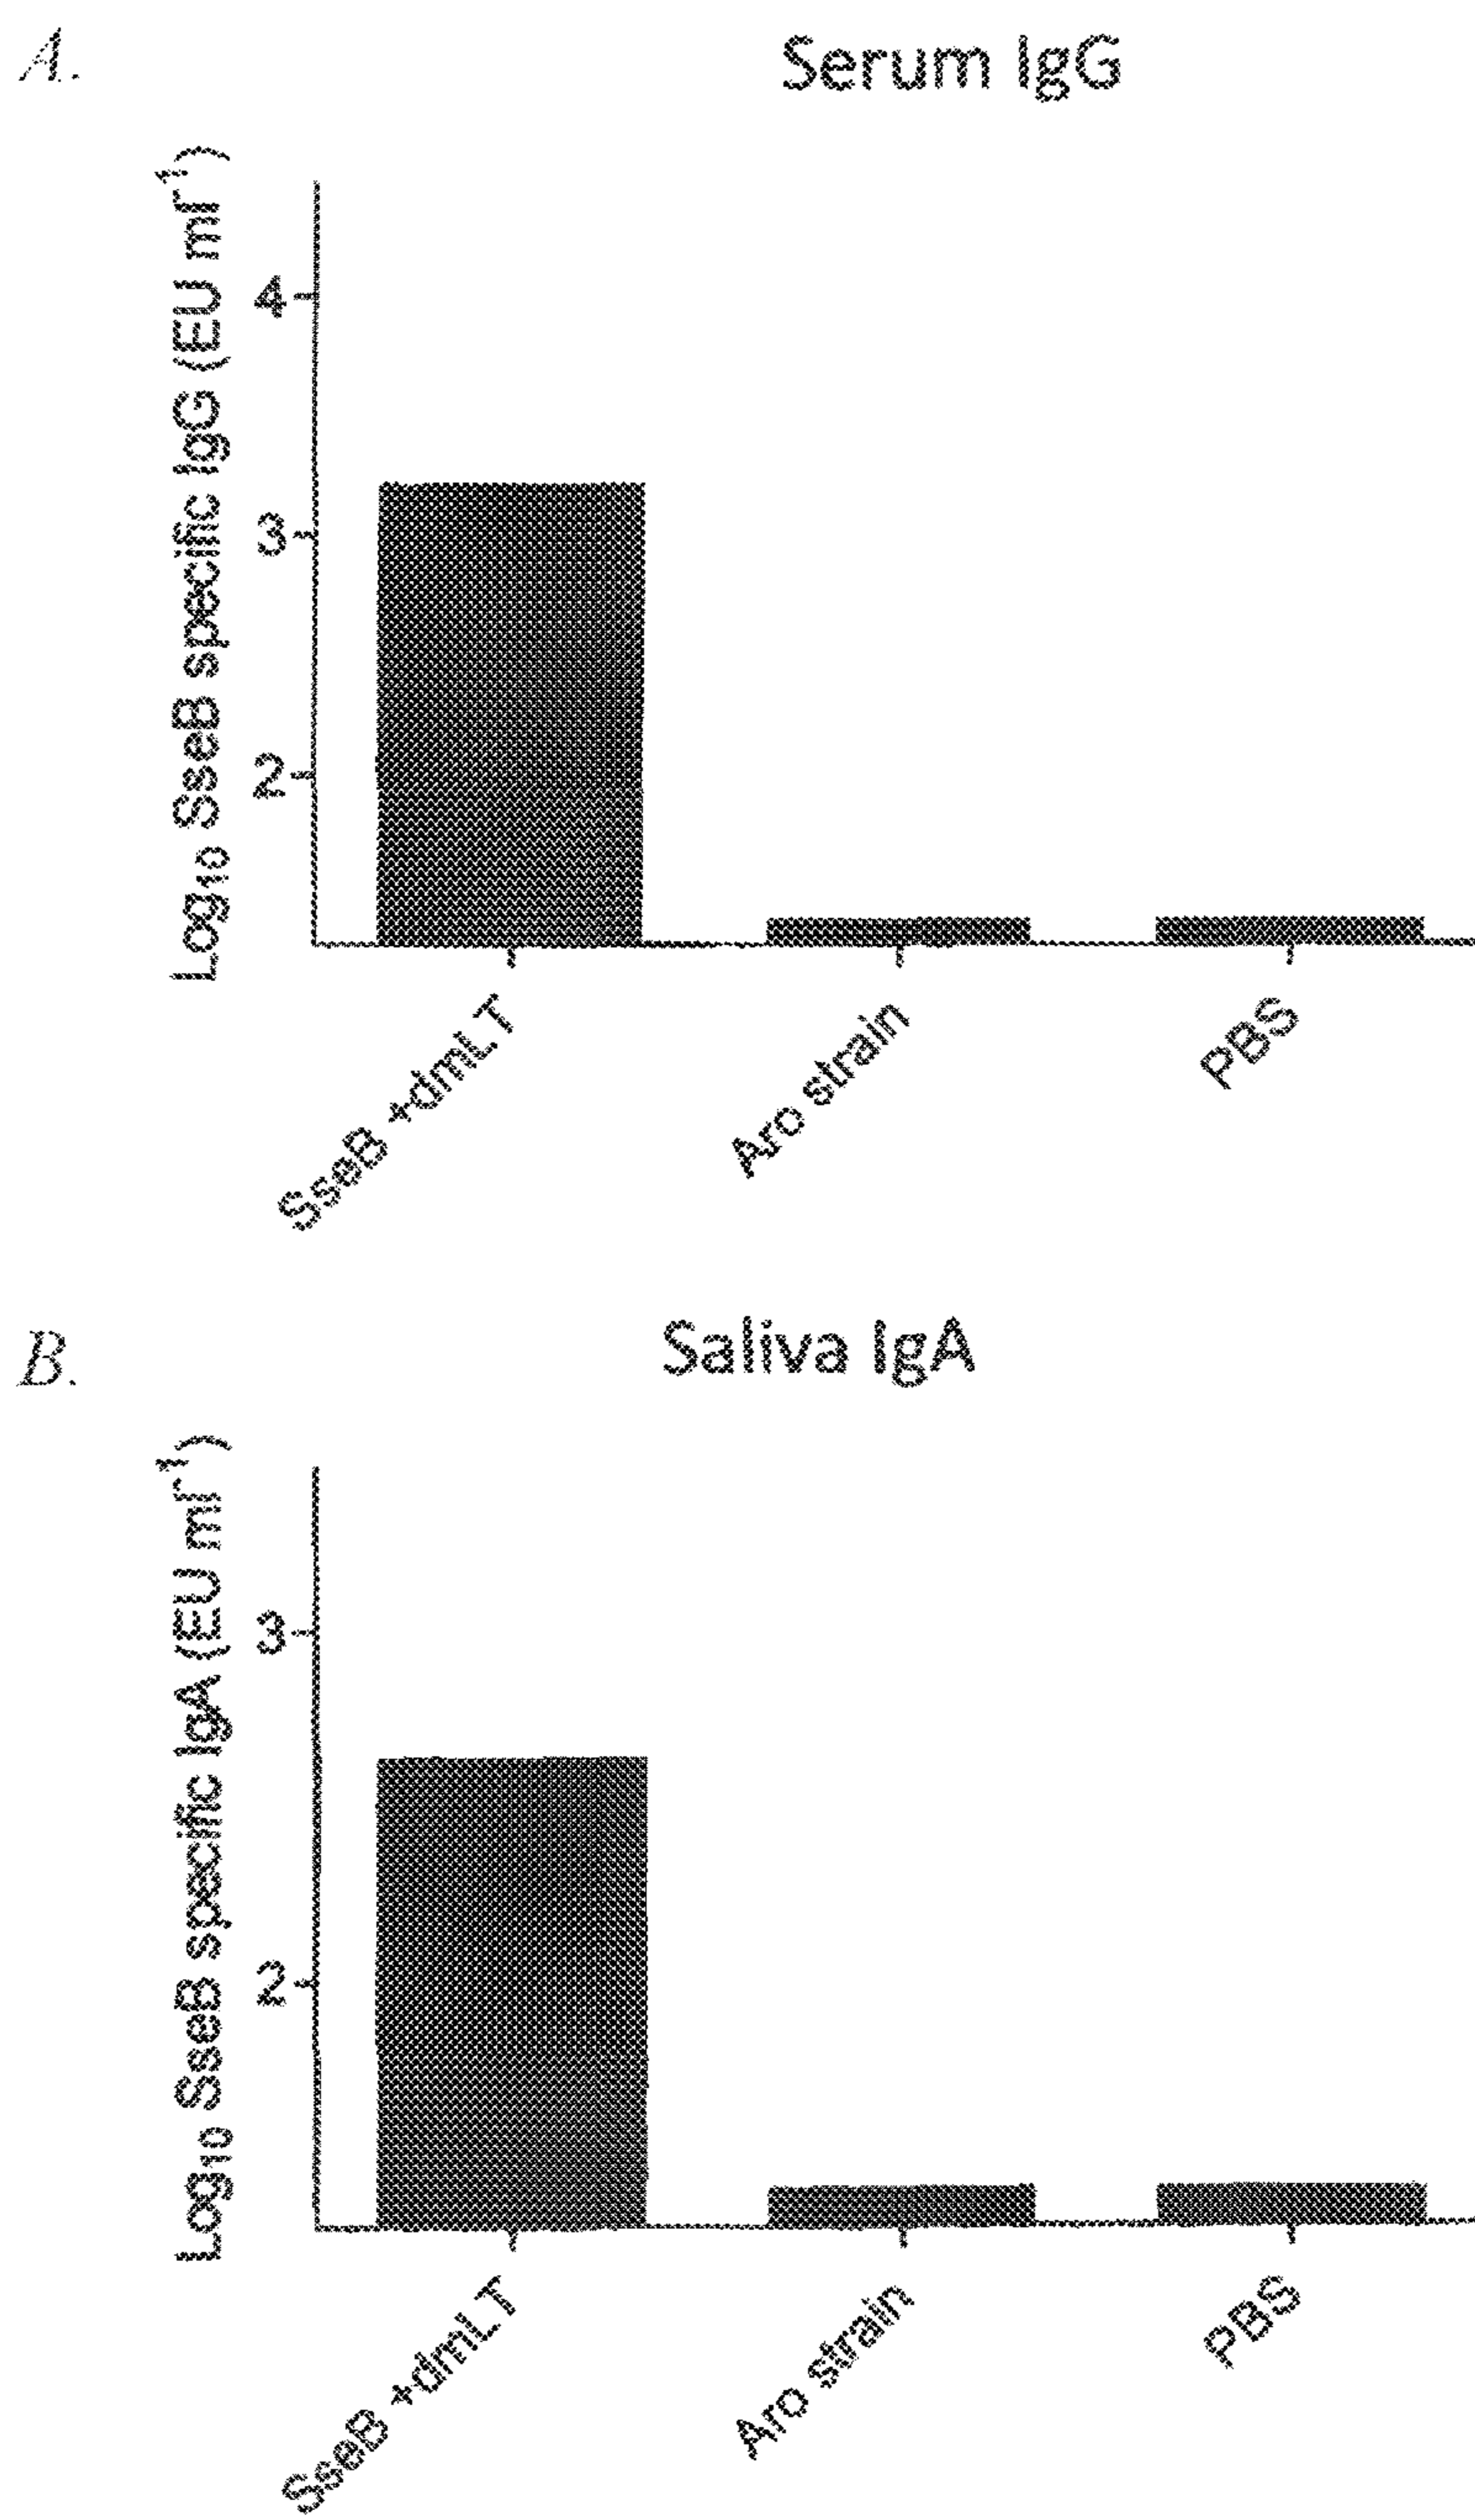 A.
Serum IgG
Log₁₀ SseB specific IgG (EU ml⁻¹)
4
3
2
SseB +dmLT
Aro strain
PBS
B.
Saliva IgA
Log₁₀ SseB specific IgA (EU ml⁻¹)
3
2
SseB +dmLT
Aro strain
PBS